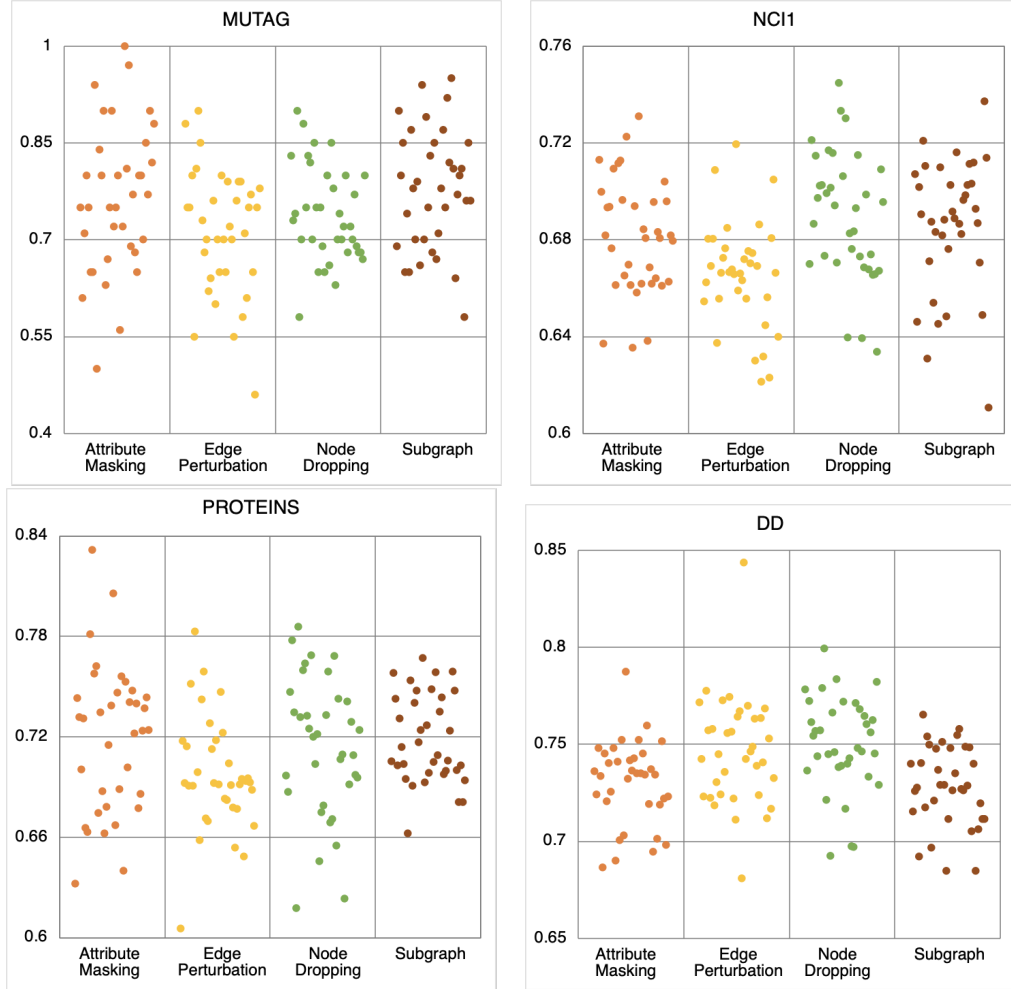 MUTAG
1
0.85
0.7
0.55
0.4
Attribute
Masking
Edge
Perturbation
Node
Dropping
Subgraph
NCI1
0.76
0.72
0.68
0.64
0.6
Attribute
Masking
Edge
Perturbation
Node
Dropping
Subgraph
PROTEINS
0.84
0.78
0.72
0.66
0.6
Attribute
Masking
Edge
Perturbation
Node
Dropping
Subgraph
DD
0.85
0.8
0.75
0.7
0.65
Attribute
Masking
Edge
Perturbation
Node
Dropping
Subgraph